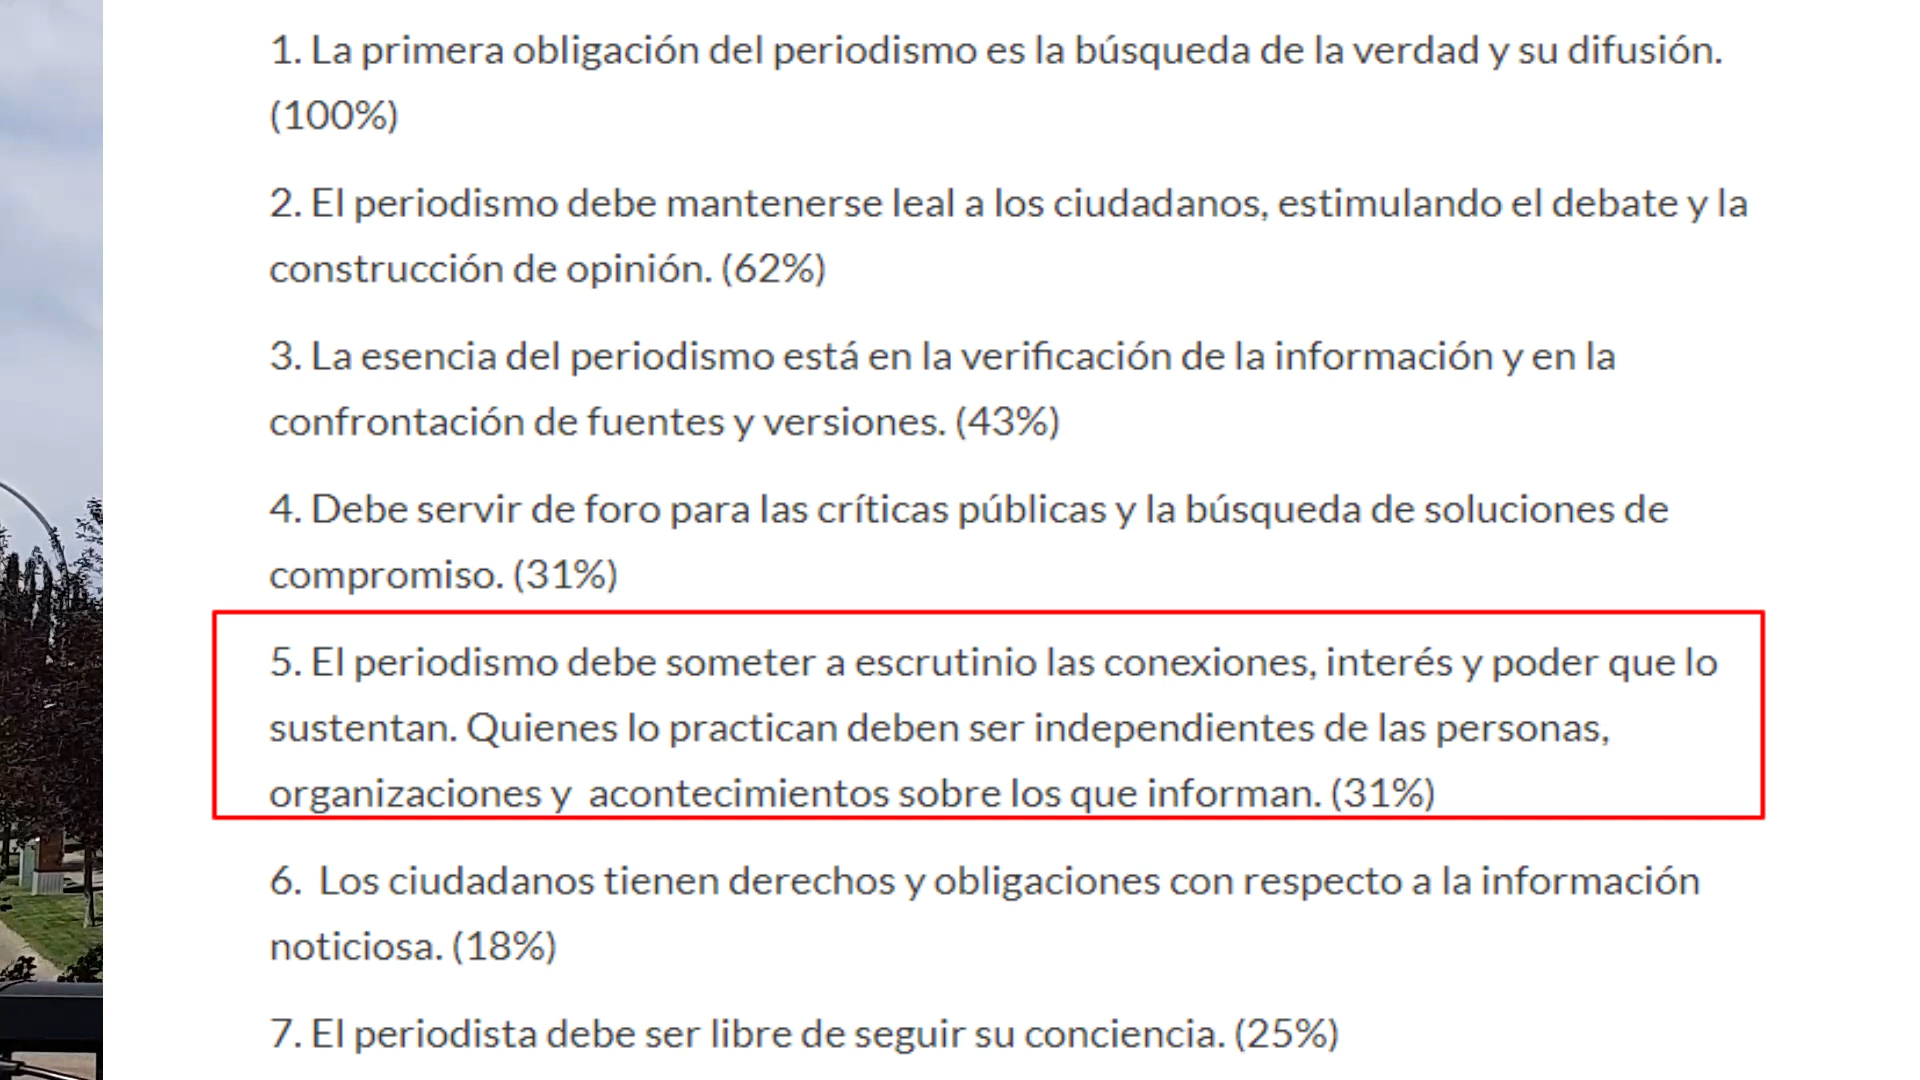 1. La primera obligación del periodismo es la búsqueda de la verdad y su difusión.
(100%)
2. El periodismo debe mantenerse leal a los ciudadanos, estimulando el debate y la
construcción de opinión. (62%)
3. La esencia del periodismo está en la verificación de la información y en la
confrontación de fuentes y versiones. (43%)
4. Debe servir de foro para las críticas públicas y la búsqueda de soluciones de
compromiso. (31%)
5. El periodismo debe someter a escrutinio las conexiones, interés y poder que lo
sustentan. Quienes lo practican deben ser independientes de las personas,
organizaciones y  acontecimientos sobre los que informan. (31%)
6.  Los ciudadanos tienen derechos y obligaciones con respecto a la información
noticiosa. (18%)
7. El periodista debe ser libre de seguir su conciencia. (25%)